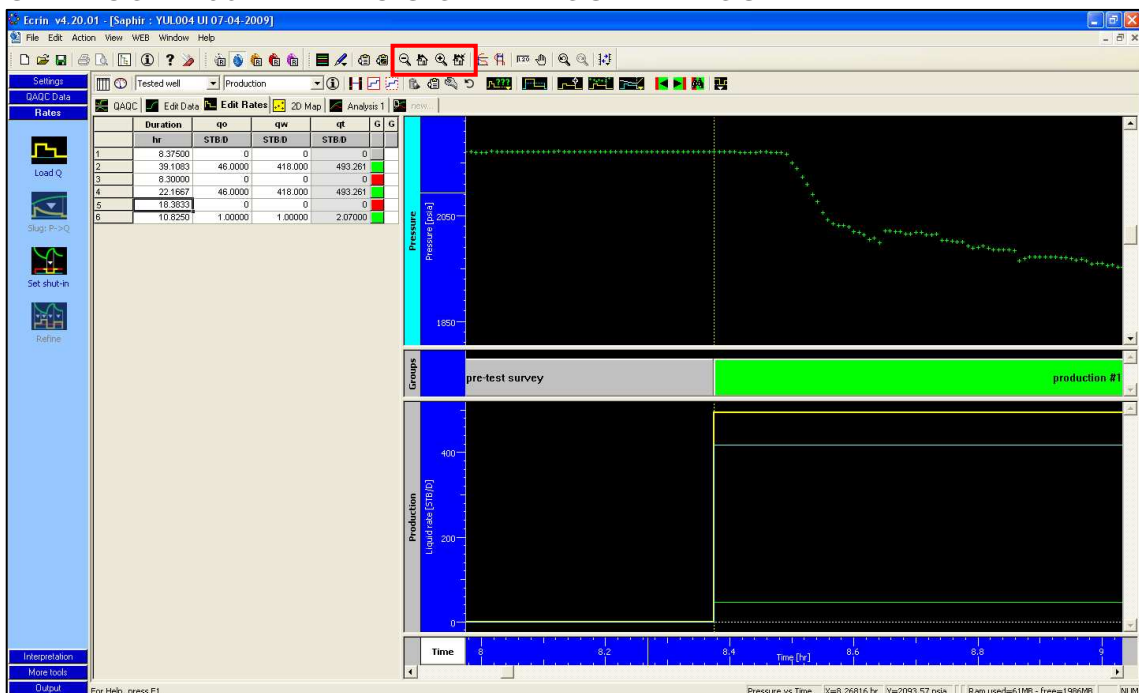 Ecrin v4.20.01 - [Saphir : YUL004 UI 07-04-2009]
File Edit Action View WEB Window Help
Settings
Tested well Production
QAQC Data
Rates
QAQC Edit Data Edit Rates 2D Map Analysis 1 new...
Duration qo qw qt G G
hr STB/D STB/D STB/D
1 8.37500 0 0 0
2 39.1083 46.0000 418.000 493.261
3 8.30000 0 0 0
4 22.1667 46.0000 418.000 493.261
5 18.3833 0 0 0
6 10.8250 1.00000 1.00000 2.07000
Load Q
Slug: P->Q
Set shut-in
Refine
Pressure
Pressure [psia]
2050
1850
Groups
pre-test survey
production #1
Production
Liquid rate [STB/D]
400
200
0
Time
8 8.2 8.4 8.6 8.8 9
Time [hr]
Interpretation
More tools
Output
For Help, press F1
Pressure vs Time X=8.26816 hr Y=2093.57 psia Ram used=61MB - free=1986MB NUM